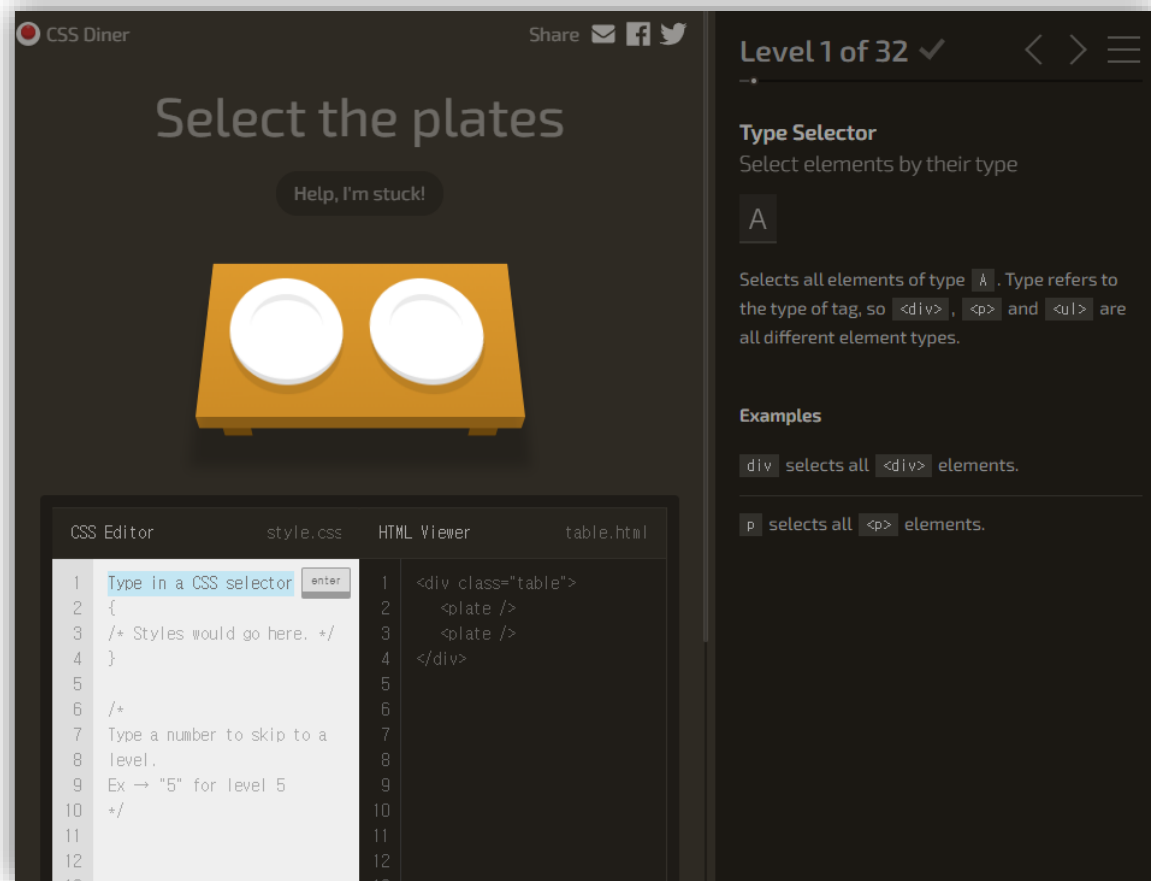 CSS Diner
Share
Select the plates
Help, I'm stuck!
CSS Editor style.css
1 Type in a CSS selector enter
2 {
3 /* Styles would go here. */
4 }
5
6 /*
7 Type a number to skip to a
8 level.
9 Ex → "5" for level 5
10 */
11
12
HTML Viewer table.html
1 <div class="table">
2 <plate />
3 <plate />
4 </div>
5
6
7
8
9
10
11
12
Level 1 of 32
Type Selector
Select elements by their type
A
Selects all elements of type A . Type refers to
the type of tag, so <div> , <p> and <ul> are
all different element types.
Examples
div selects all <div> elements.
p selects all <p> elements.